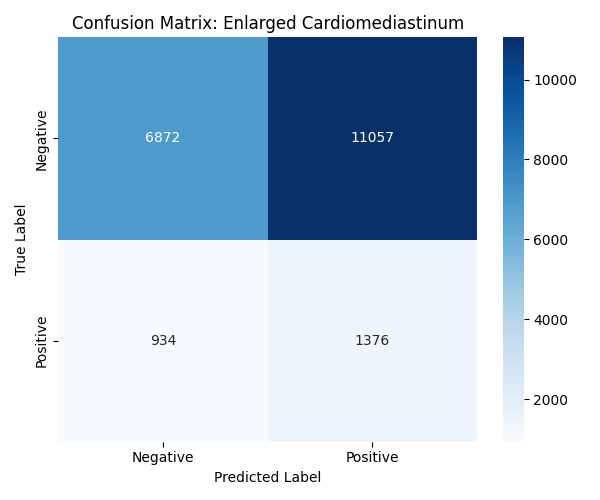 Confusion Matrix: Enlarged Cardiomediastinum
Negative
6872
11057
Positive
934
1376
True Label
Negative
Positive
Predicted Label
10000
8000
6000
4000
2000